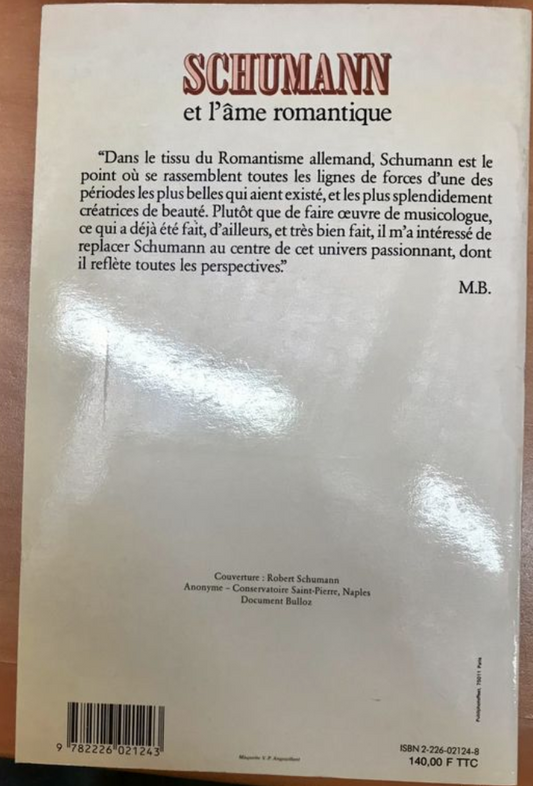 SCHUMANN
et l’âme romantique
“Dans le tissu du Romantisme allemand, Schumann est le
point où se rassemblent toutes les lignes de forces d’une des
périodes les plus belles qui aient existé, et les plus splendidement
créatrices de beauté. Plutôt que de faire œuvre de musicologue,
ce qui a déjà été fait, d’ailleurs, et très bien fait, il m’a intéressé de
replacer Schumann au centre de cet univers passionnant, dont
il reflète toutes les perspectives.”
M.B.
Couverture : Robert Schumann
Anonyme – Conservatoire Saint-Pierre, Naples
Document Bulloz
75011 Paris
9 782226 021243
Maquette
ISBN 2-226-02124-8
140,00 F TTC